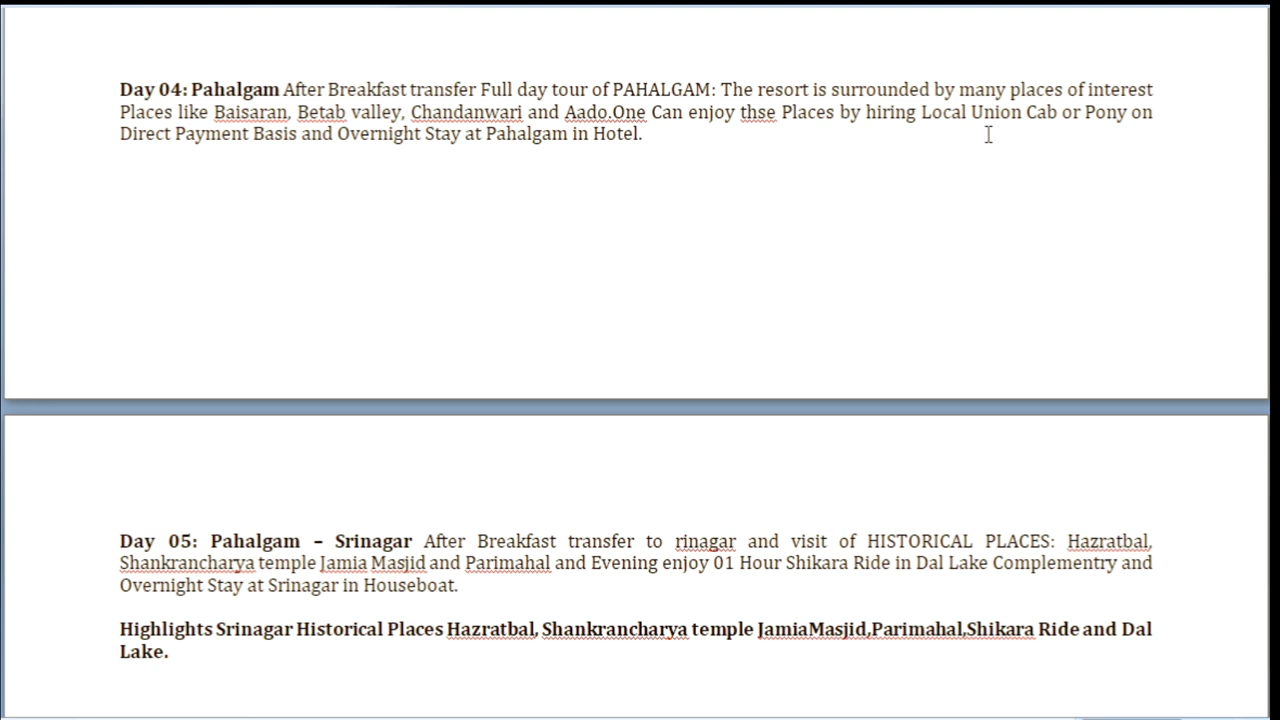 Day 04: Pahalgam After Breakfast transfer Full day tour of PAHALGAM: The resort is surrounded by many places of interest
Places like Baisaran, Betab valley, Chandanwari and Aado.One Can enjoy thse Places by hiring Local Union Cab or Pony on
Direct Payment Basis and Overnight Stay at Pahalgam in Hotel.
Day 05: Pahalgam – Srinagar After Breakfast transfer to rinagar and visit of HISTORICAL PLACES: Hazratbal,
Shankrancharya temple Jamia Masjid and Parimahal and Evening enjoy 01 Hour Shikara Ride in Dal Lake Complementry and
Overnight Stay at Srinagar in Houseboat.
Highlights Srinagar Historical Places Hazratbal, Shankrancharya temple JamiaMasjid,Parimahal,Shikara Ride and Dal
Lake.